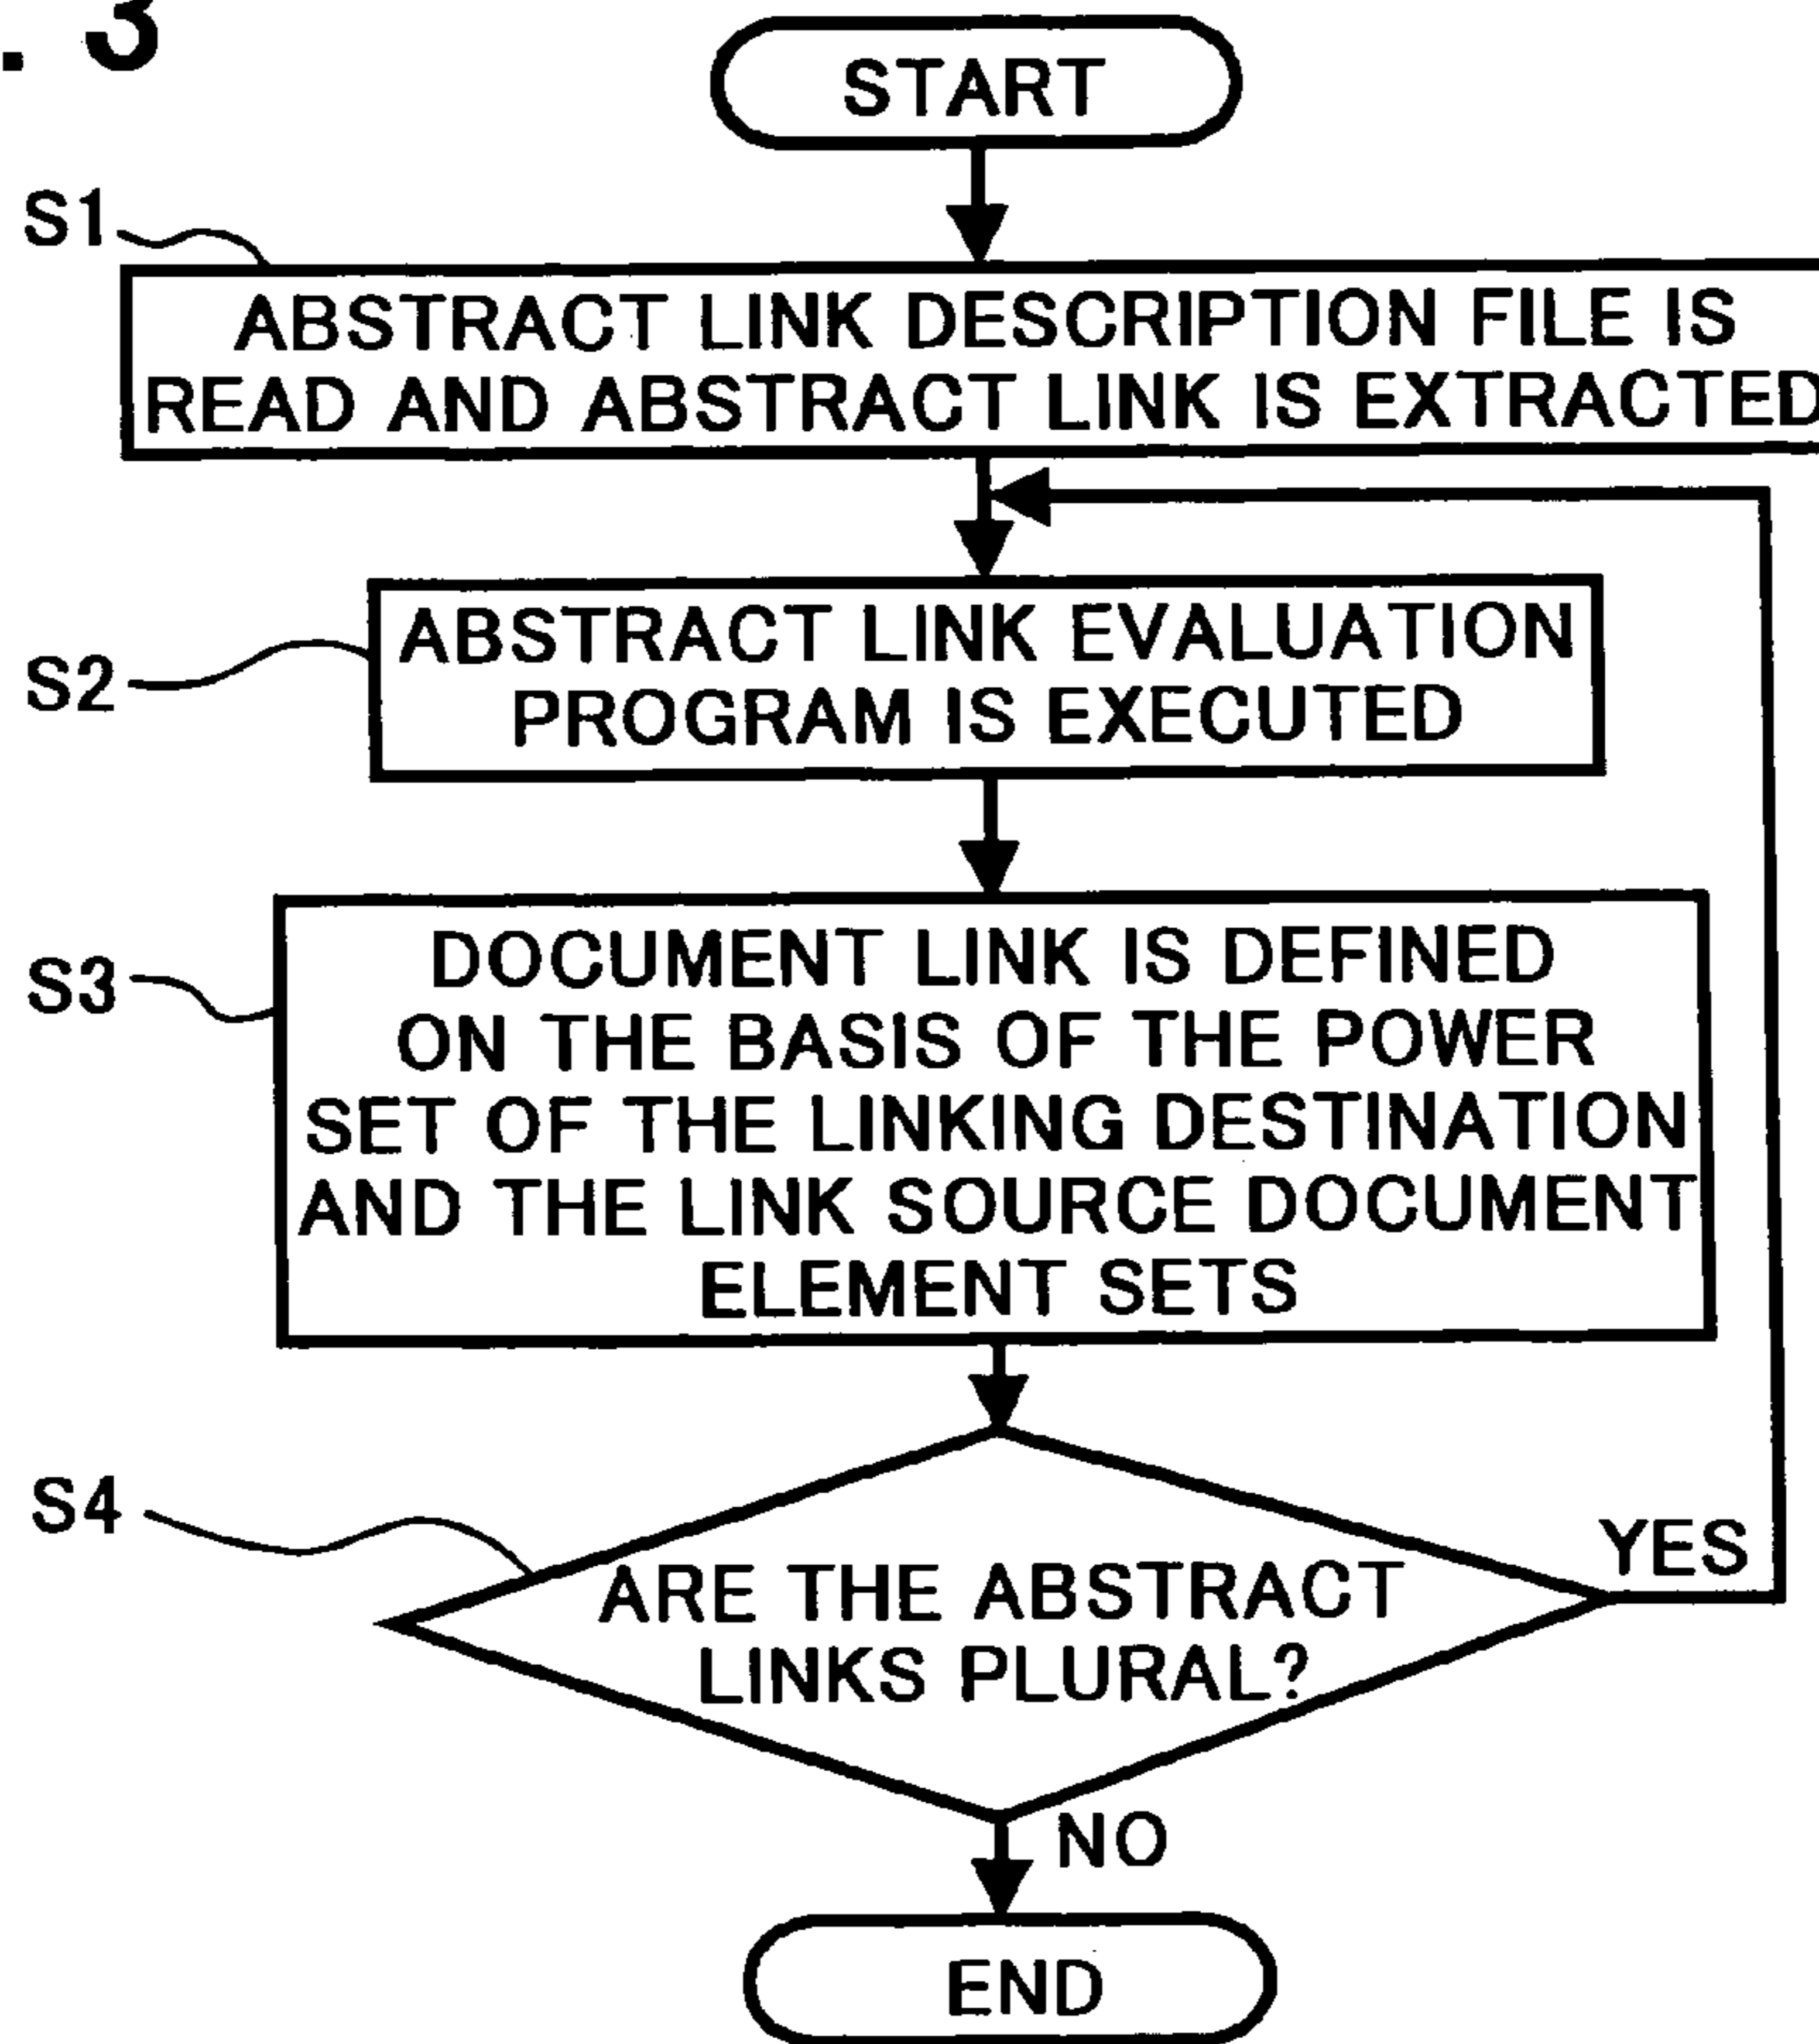 . 3
START
S1
ABSTRACT LINK DESCRIPTION FILE IS
READ AND ABSTRACT LINK IS EXTRACTED
S2
ABSTRACT LINK EVALUATION
PROGRAM IS EXECUTED
S3
DOCUMENT LINK IS DEFINED
ON THE BASIS OF THE POWER
SET OF THE LINKING DESTINATION
AND THE LINK SOURCE DOCUMENT
ELEMENT SETS
S4
ARE THE ABSTRACT
LINKS PLURAL?
YES
NO
END